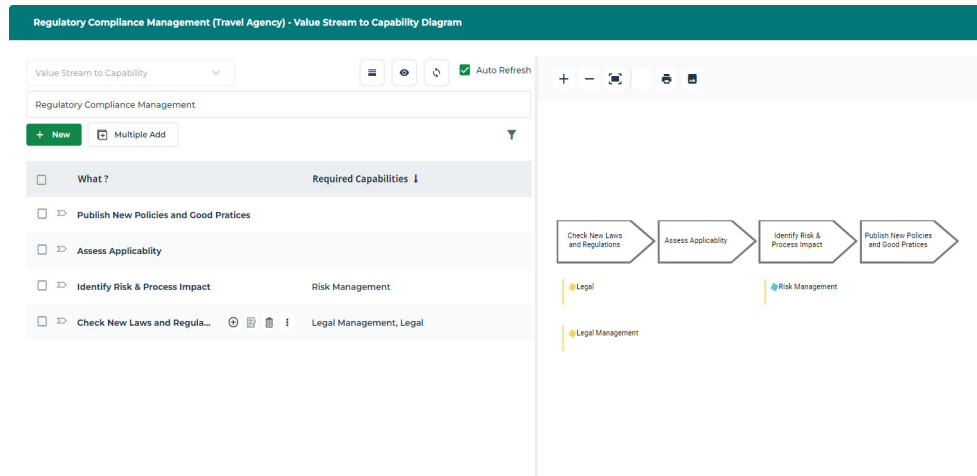 Regulatory Compliance Management (Travel Agency) - Value Stream to Capability Diagram
Value Stream to Capability
Auto Refresh
Regulatory Compliance Management
+ New
Multiple Add
What ?
Required Capabilities
Publish New Policies and Good Pratices
Assess Applicablity
Identify Risk & Process Impact
Risk Management
Check New Laws and Regula...
Legal Management, Legal
Check New Laws
and Regulations
Assess Applicablity
Identify Risk &
Process Impact
Publish New Policies
and Good Pratices
Legal
Risk Management
Legal Management